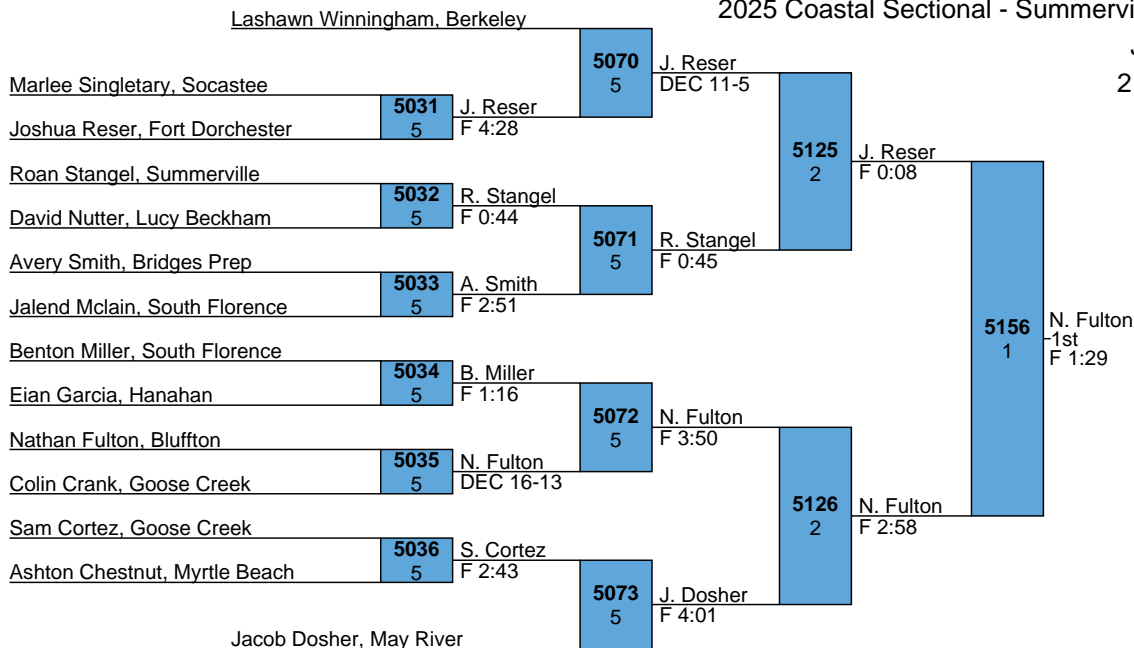 2025 Coastal Sectional - Summervi
2
Lashawn Winningham, Berkeley
5070
5
J. Reser
DEC 11-5
Marlee Singletary, Socastee
5031
5
J. Reser
F 4:28
Joshua Reser, Fort Dorchester
5125
2
J. Reser
F 0:08
Roan Stangel, Summerville
5032
5
R. Stangel
F 0:44
David Nutter, Lucy Beckham
5071
5
R. Stangel
F 0:45
Avery Smith, Bridges Prep
5033
5
A. Smith
F 2:51
Jalend Mclain, South Florence
5156
1
N. Fulton
1st
F 1:29
Benton Miller, South Florence
5034
5
B. Miller
F 1:16
Eian Garcia, Hanahan
5072
5
N. Fulton
F 3:50
Nathan Fulton, Bluffton
5035
5
N. Fulton
DEC 16-13
Colin Crank, Goose Creek
5126
2
N. Fulton
F 2:58
Sam Cortez, Goose Creek
5036
5
S. Cortez
F 2:43
Ashton Chestnut, Myrtle Beach
5073
5
J. Dosher
F 4:01
Jacob Dosher, May River